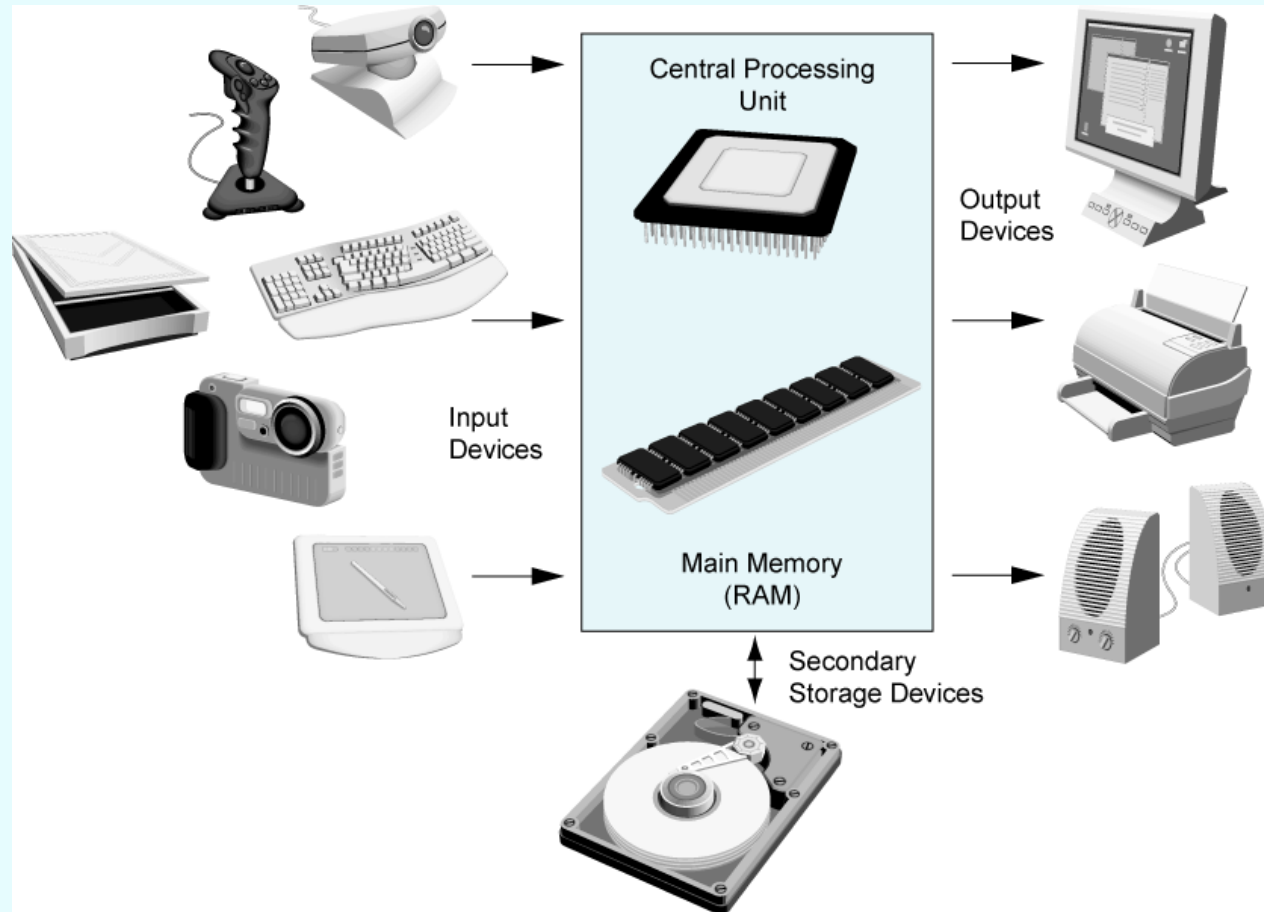 Central Processing
Unit
Output
Devices
Input
Devices
Main Memory
(RAM)
Secondary
Storage Devices